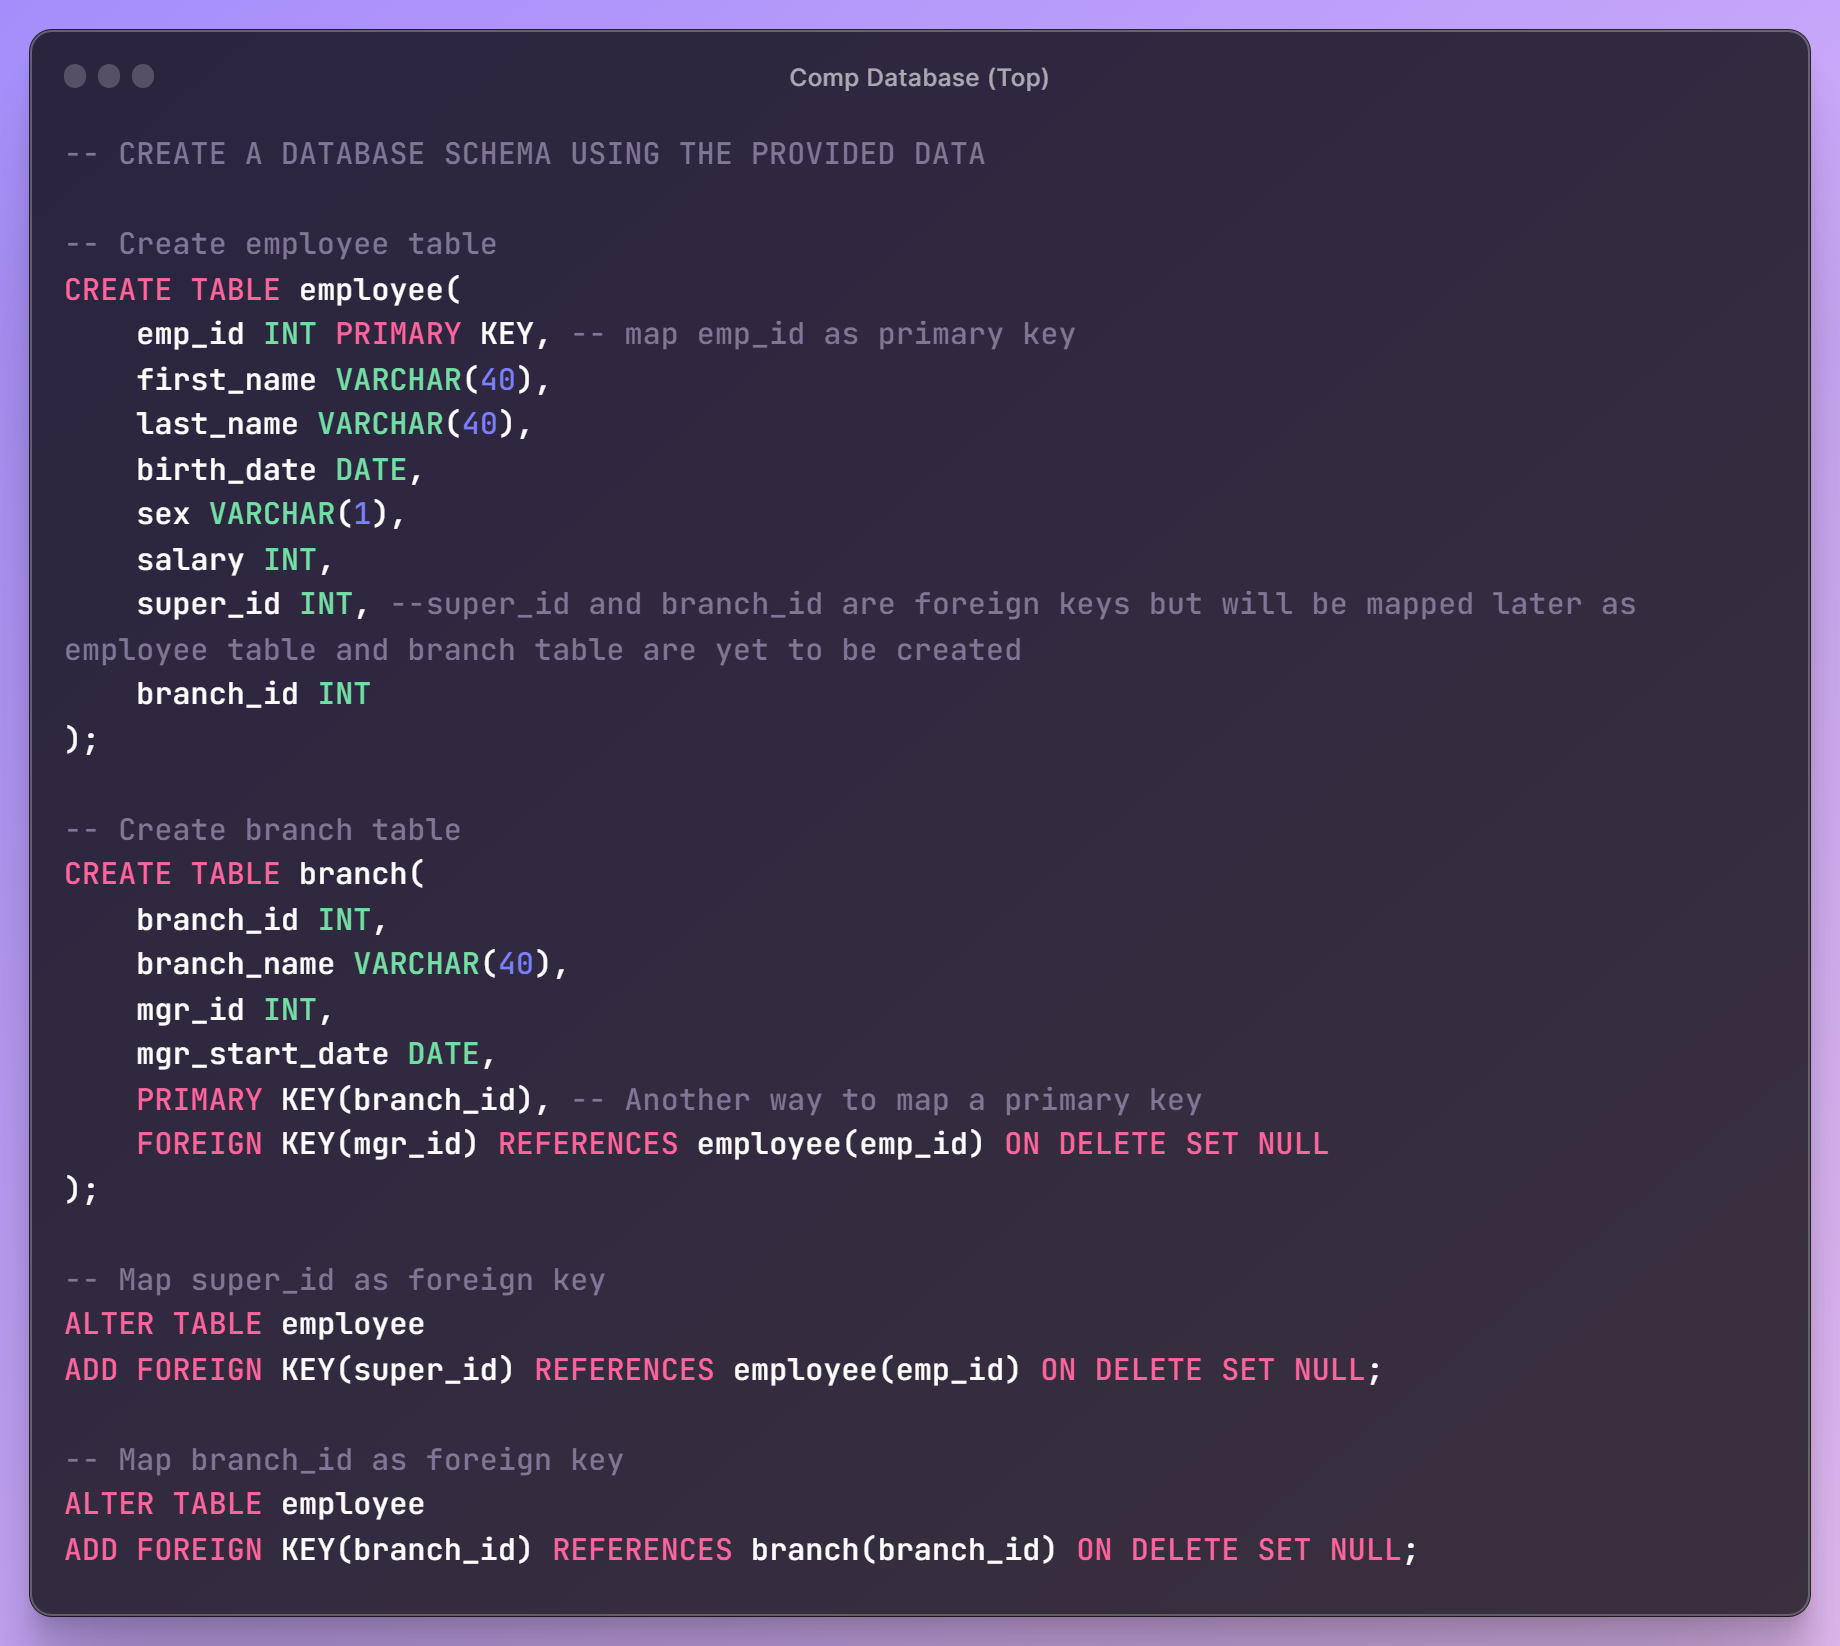 Comp Database (Top)
-- CREATE A DATABASE SCHEMA USING THE PROVIDED DATA
-- Create employee table
CREATE TABLE employee(
    emp_id INT PRIMARY KEY, -- map emp_id as primary key
    first_name VARCHAR(40),
    last_name VARCHAR(40),
    birth_date DATE,
    sex VARCHAR(1),
    salary INT,
    super_id INT, --super_id and branch_id are foreign keys but will be mapped later as
employee table and branch table are yet to be created
    branch_id INT
);
-- Create branch table
CREATE TABLE branch(
    branch_id INT,
    branch_name VARCHAR(40),
    mgr_id INT,
    mgr_start_date DATE,
    PRIMARY KEY(branch_id), -- Another way to map a primary key
    FOREIGN KEY(mgr_id) REFERENCES employee(emp_id) ON DELETE SET NULL
);
-- Map super_id as foreign key
ALTER TABLE employee
ADD FOREIGN KEY(super_id) REFERENCES employee(emp_id) ON DELETE SET NULL;
-- Map branch_id as foreign key
ALTER TABLE employee
ADD FOREIGN KEY(branch_id) REFERENCES branch(branch_id) ON DELETE SET NULL;